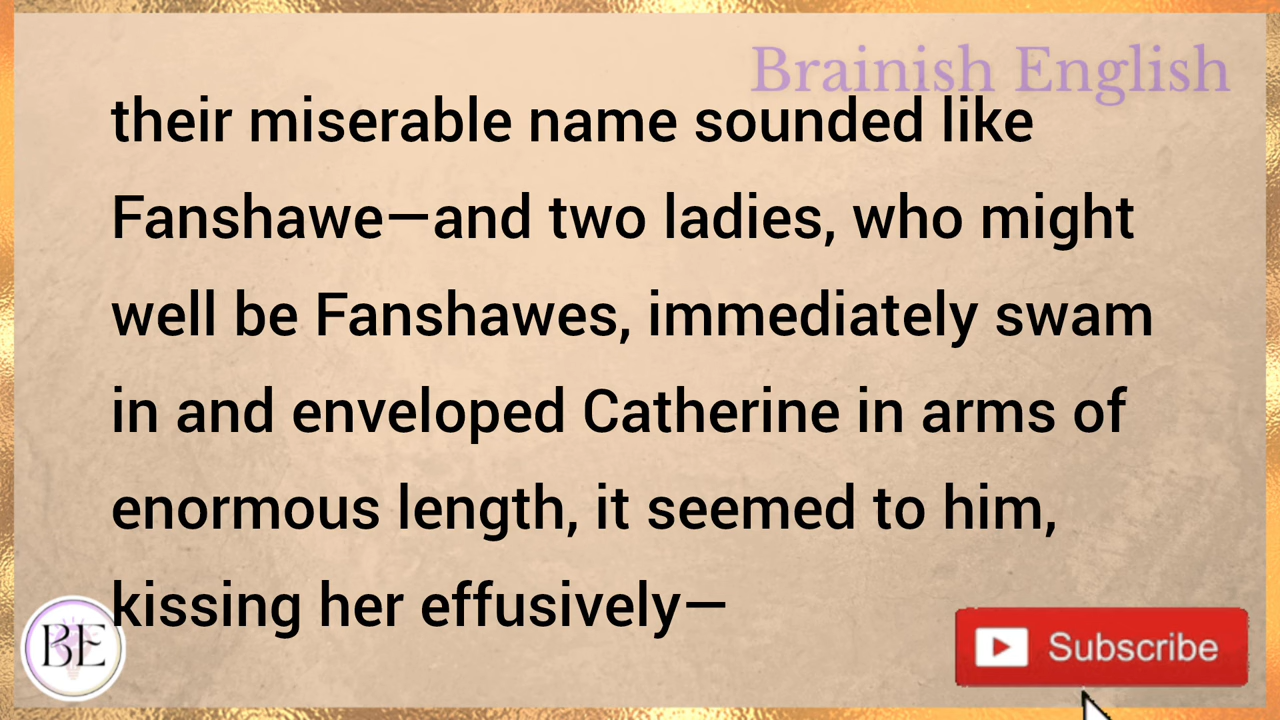 Brainish English
their miserable name sounded like
Fanshawe—and two ladies, who might
well be Fanshawes, immediately swam
in and enveloped Catherine in arms of
enormous length, it seemed to him,
kissing her effusively—
BE
Subscribe